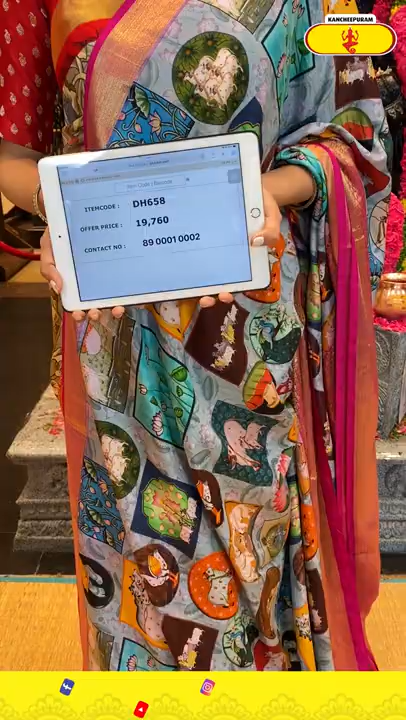 KANCHEEPURAM
Item Code / Barcode
ITEMCODE : DH658
OFFER PRICE : 19,760
CONTACT NO : 89 0001 0002